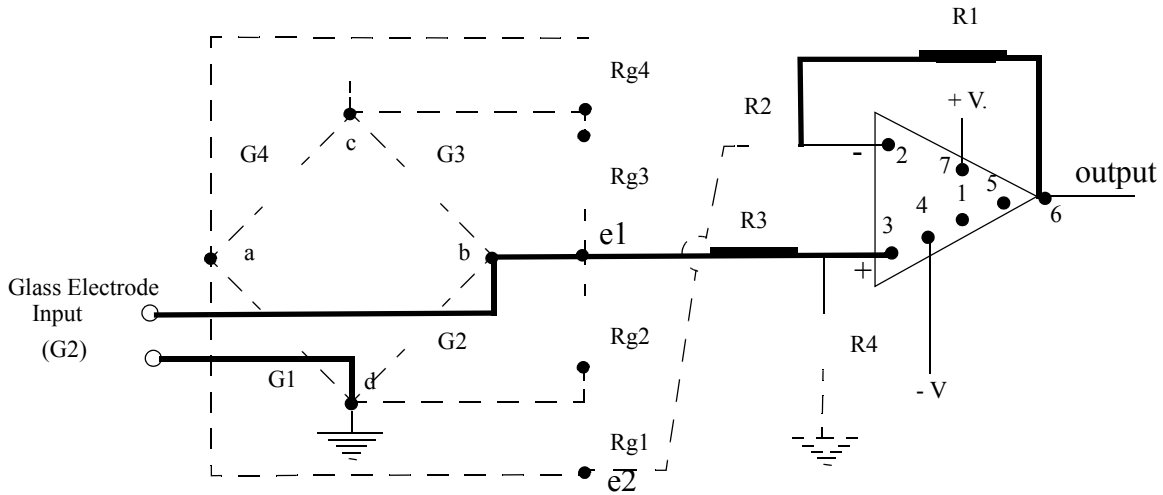 R1
Rg4
R2
+ V.
c
G4
G3
-
2
7
5
output
Rg3
1
6
4
3
R3
e1
a
b
+
Glass Electrode
Input
(G2)
G2
Rg2
R4
G1
d
- V
Rg1
e2